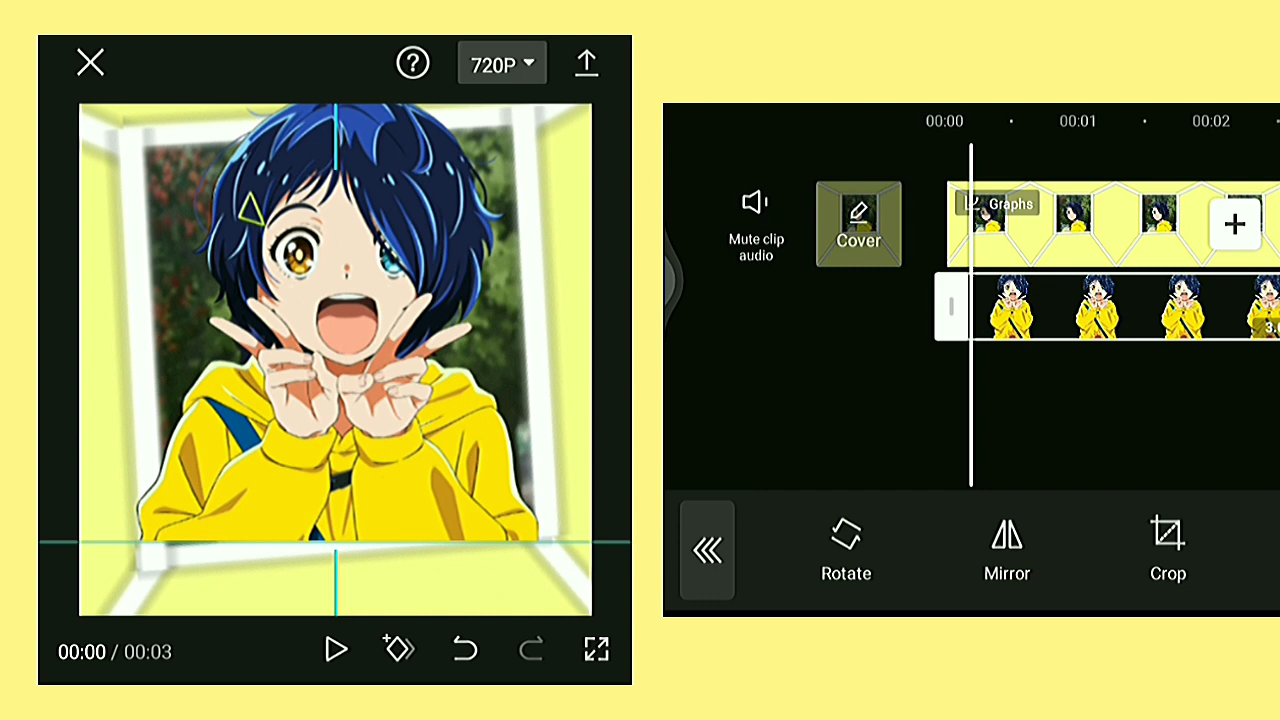 ?
720P
00:00 / 00:03
00:00
00:01
00:02
Mute clip
audio
Cover
Graphs
Rotate
Mirror
Crop